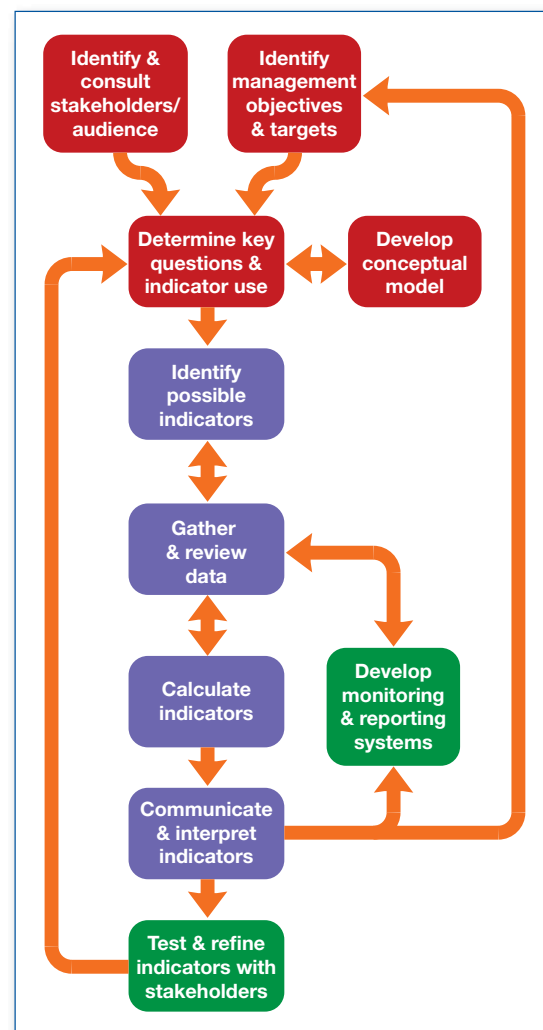 Identify &
consult
stakeholders/
audience
Identify
management
objectives
& targets
Determine key
questions &
indicator use
Develop
conceptual
model
Identify
possible
indicators
Gather
& review
data
Calculate
indicators
Develop
monitoring
& reporting
systems
Communicate
& interpret
indicators
Test & refine
indicators with
stakeholders